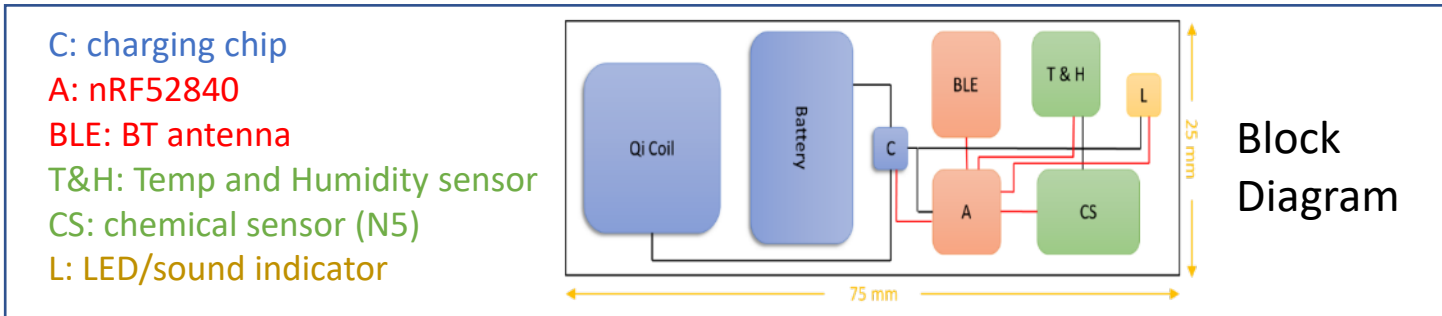 C: charging chip
A: nRF52840
BLE: BT antenna
T&H: Temp and Humidity sensor
CS: chemical sensor (N5)
L: LED/sound indicator
Qi Coil
Battery
C
BLE
A
T & H
CS
L
25 mm
75 mm
Block
Diagram